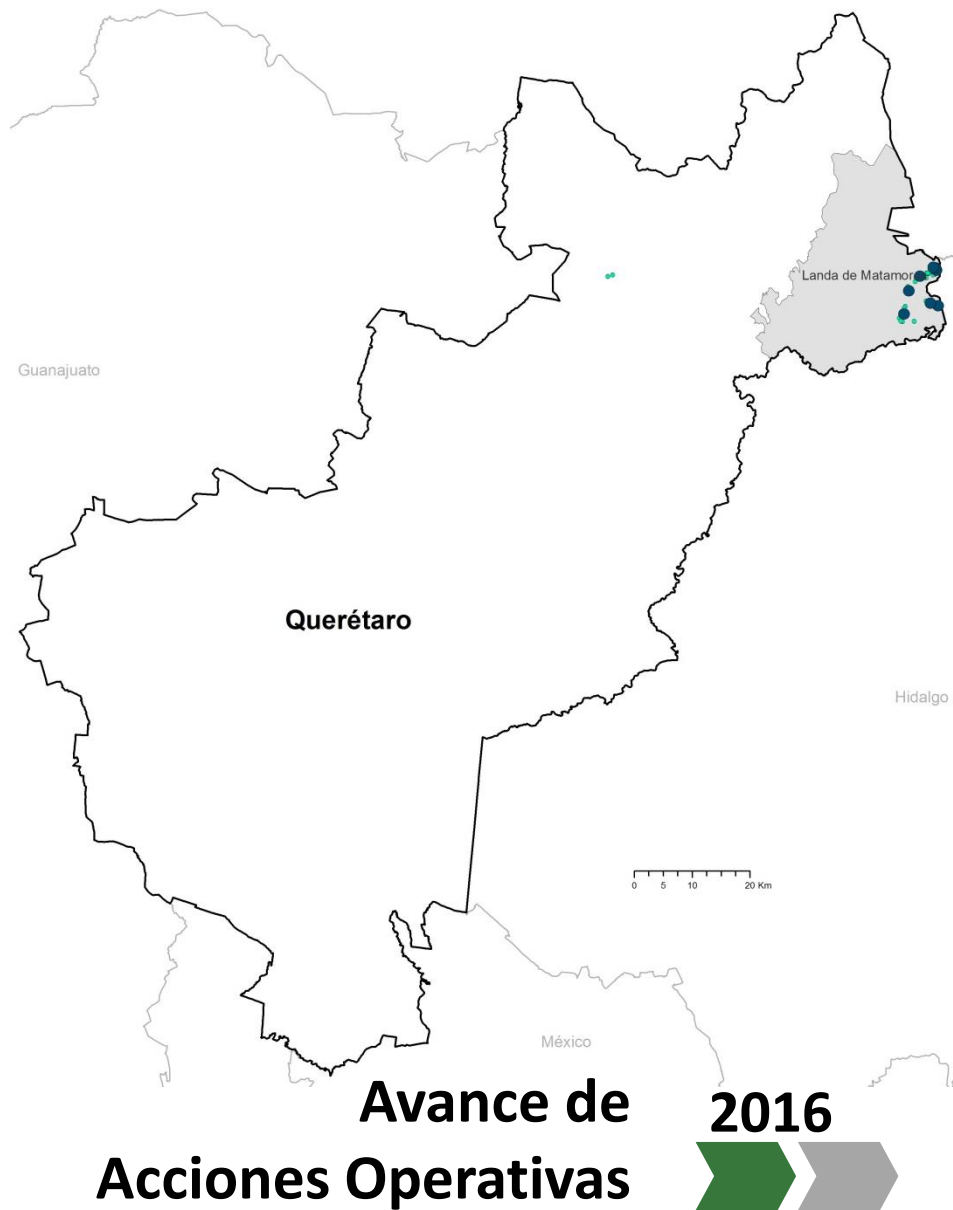 Landa de Matamoros
Guanajuato
Querétaro
Hidalgo
0 5 10 20 Km
México
Avance de 2016
Acciones Operativas